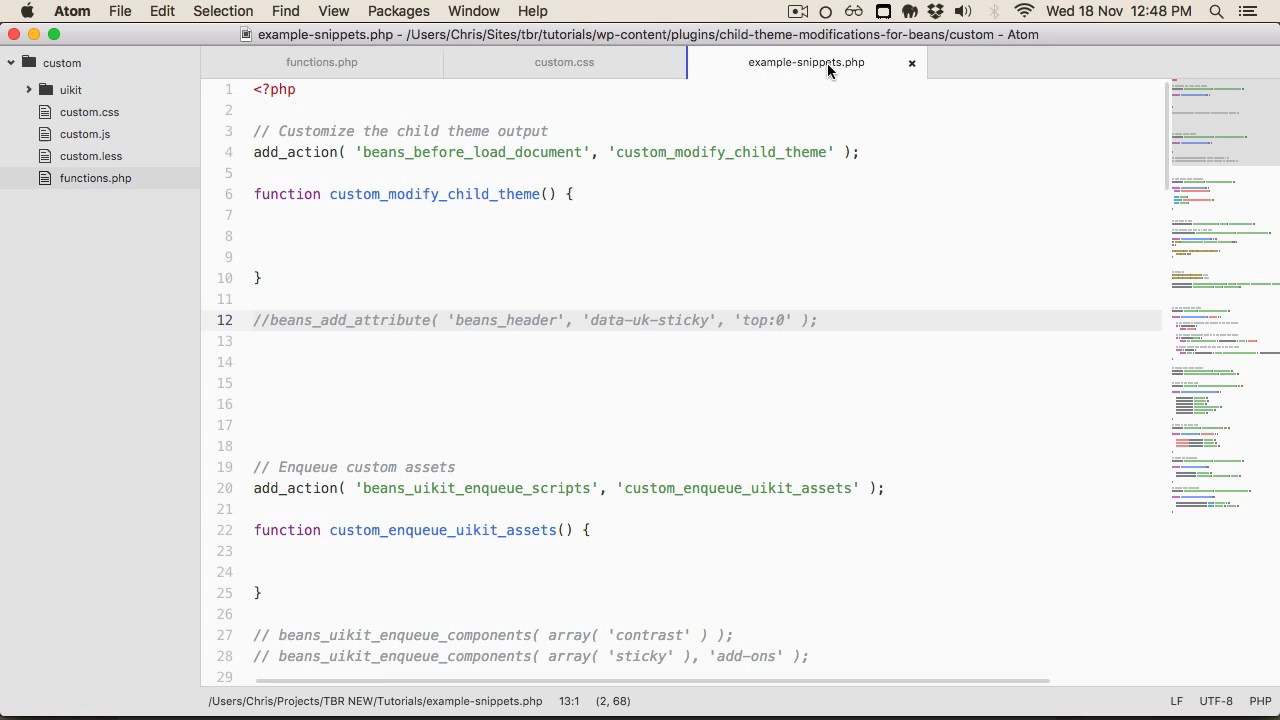 Atom File Edit Selection Find View Packages Window Help Wed 18 Nov 12:48 PM
example-snippets.php - /Users/Chris/Sites/tbr/tutorials/wp-content/plugins/child-theme-modifications-for-beans/custom - Atom
custom
uikit
custom.css
custom.js
custom.less
functions.php
functions.php custom.css example-snippets.php
1 <?php
2
3 // Customize the child theme output
4 add_action( 'beans_before_load_document', 'custom_modify_child_theme' );
5
6 function custom_modify_child_theme() {
7
8
9
10 }
11
12 //beans_add_attribute( 'beans_header', 'data-uk-sticky', 'top:0' );
13
14
15
16
17
18
19 // Enqueue custom assets
20 add_action( 'beans_uikit_enqueue_scripts', 'custom_enqueue_uikit_assets' );
21
22 function custom_enqueue_uikit_assets() {
23
24
25 }
26
27 // beans_uikit_enqueue_components( array( 'contrast' ) );
28 // beans_uikit_enqueue_components( array( 'sticky' ), 'add-ons' );
29
/Users/Chris/Projects/TBR NEW/Tutorials/example-snippets.php 13:1 (2, 68) LF UTF-8 PHP